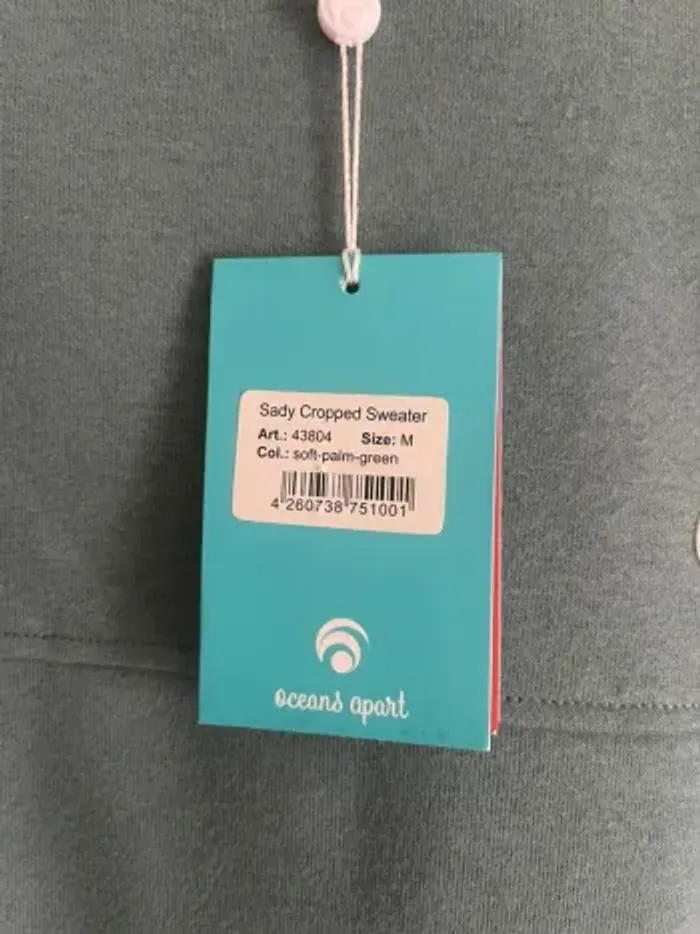 Sady Cropped Sweater
Art.: 43804 Size: M
Col.: soft-palm-green
4 260738 751001
oceans apart